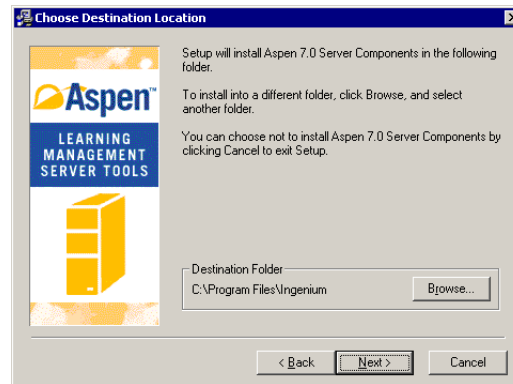 Choose Destination Location
Setup will install Aspen 7.0 Server Components in the following
folder.
To install into a different folder, click Browse, and select
another folder.
You can choose not to install Aspen 7.0 Server Components by
clicking Cancel to exit Setup.
Aspen™
LEARNING
MANAGEMENT
SERVER TOOLS
Destination Folder
C:\Program Files\Ingenium
Browse...
< Back
Next >
Cancel